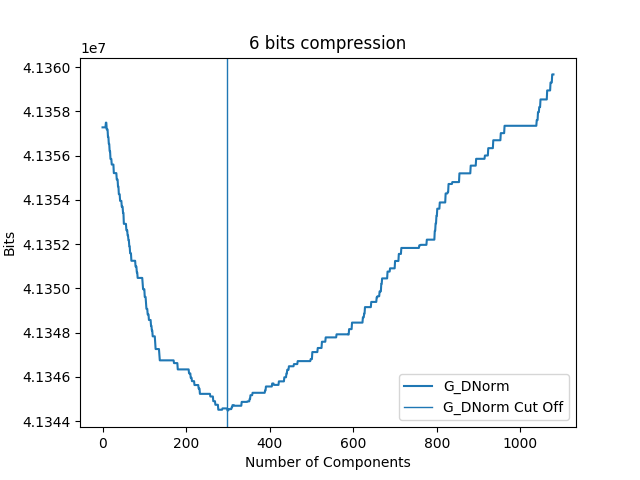 6 bits compression
1e7
4.1360
4.1358
4.1356
4.1354
4.1352
4.1350
4.1348
4.1346
4.1344
Bits
0 200 400 600 800 1000
Number of Components
G_DNorm
G_DNorm Cut Off